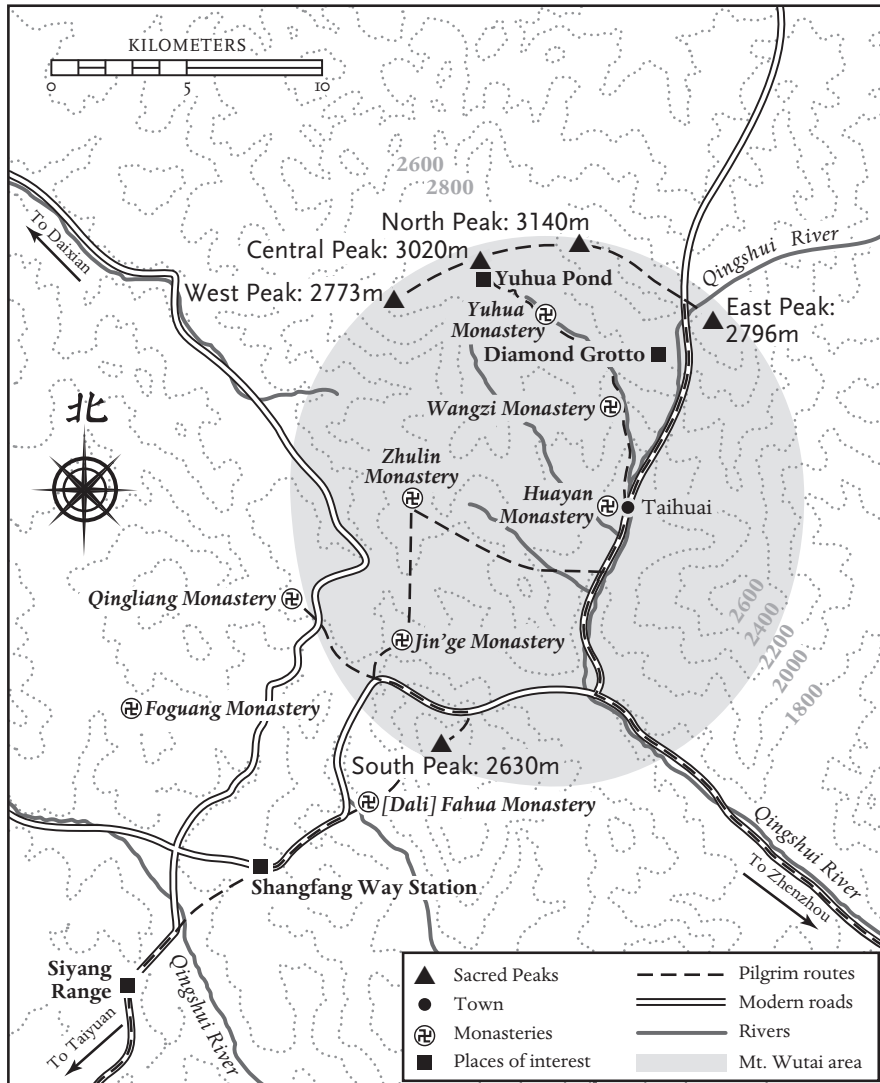 KILOMETERS
0 5 10
2600
2800
North Peak: 3140m
Central Peak: 3020m
Yuhua Pond
West Peak: 2773m
Yuhua
Monastery
Diamond Grotto
East Peak:
2796m
Qingshui River
To Daixian
北
Wangzi Monastery
Zhulin
Monastery
Huayan
Monastery
Taihuai
Qingliang Monastery
Jin'ge Monastery
2600
2400
2200
2000
1800
Foguang Monastery
South Peak: 2630m
[Dali] Fahua Monastery
Qingshui River
To Zhenzhou
Shangfang Way Station
Siyang
Range
Qingshui River
To Taiyuan
Sacred Peaks
Town
Monasteries
Places of interest
Pilgrim routes
Modern roads
Rivers
Mt. Wutai area